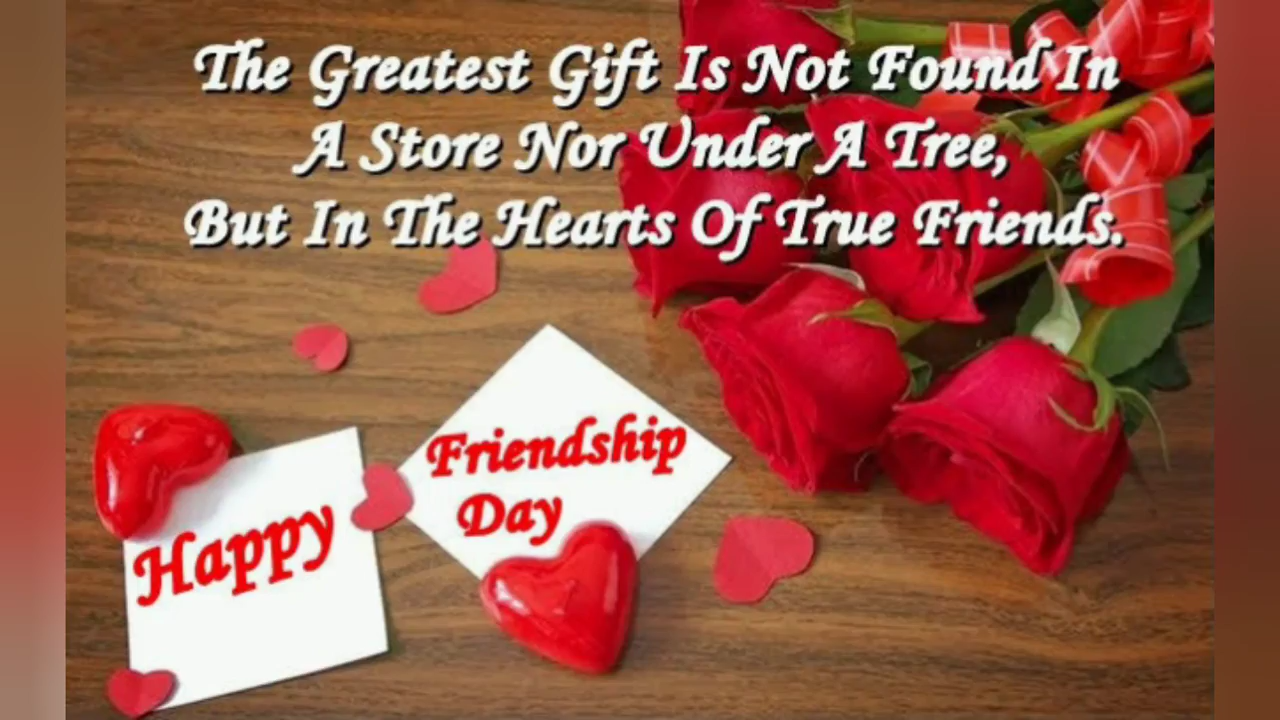 The Greatest Gift Is Not Found In
A Store Nor Under A Tree,
But In The Hearts Of True Friends.
Happy
Friendship
Day